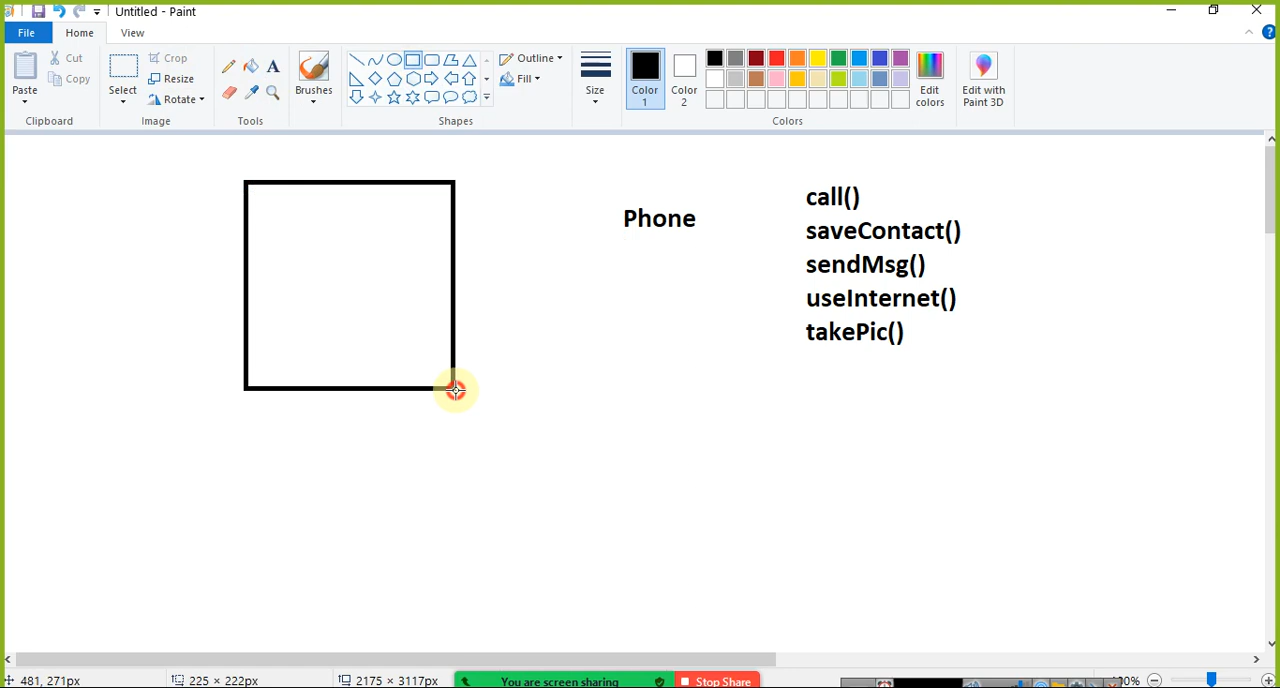 Untitled - Paint
File Home View
Paste
Cut
Copy
Clipboard
Select
Crop
Resize
Rotate
Image
A
Tools
Brushes
Shapes
Outline
Fill
Size
Color 1
Color 2
Colors
Edit colors
Edit with Paint 3D
Phone
call()
saveContact()
sendMsg()
useInternet()
takePic()
481, 271px
225 × 222px
2175 × 3117px
You are screen sharing
Stop Share